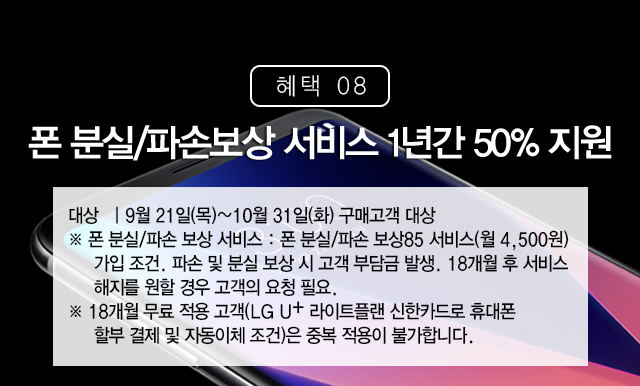 혜택 08
폰 분실/파손보상 서비스 1년간 50% 지원
대상 ㅣ9월 21일(목)~10월 31일(화) 구매고객 대상
※ 폰 분실/파손 보상 서비스 : 폰 분실/파손 보상85 서비스(월 4,500원)
가입 조건. 파손 및 분실 보상 시 고객 부담금 발생. 18개월 후 서비스
해지를 원할 경우 고객의 요청 필요.
※ 18개월 무료 적용 고객(LG U+ 라이트플랜 신한카드로 휴대폰
할부 결제 및 자동이체 조건)은 중복 적용이 불가합니다.